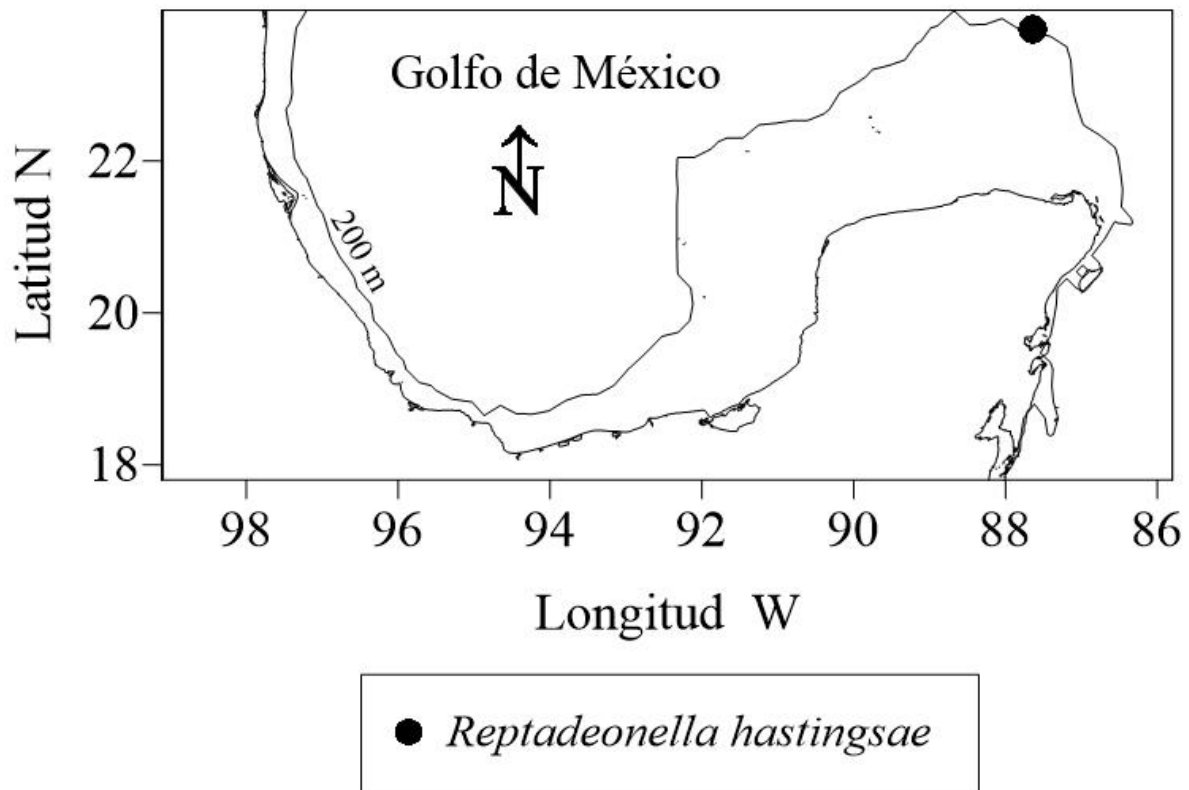 Golfo de México
N
200 m
Latitud N
22
20
18
98 96 94 92 90 88 86
Longitud W
Reptadeonella hastingsae